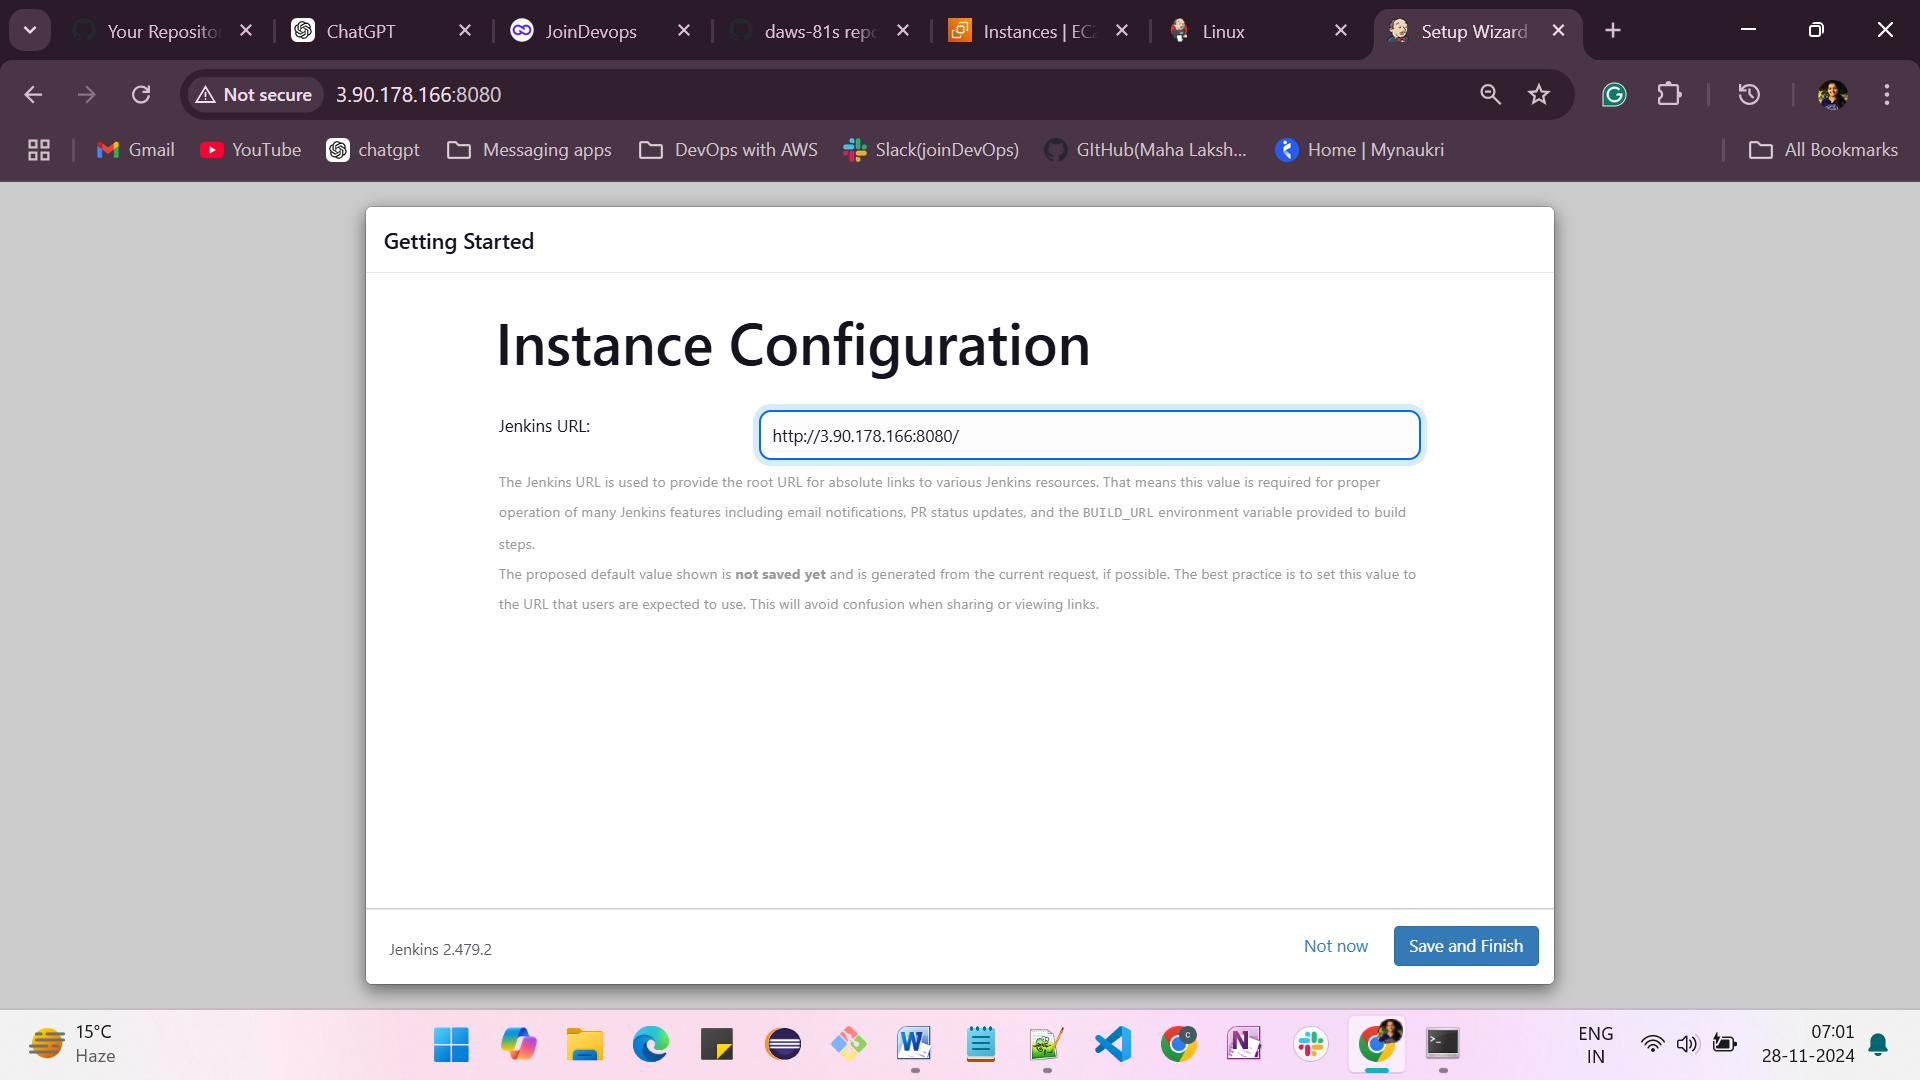 Your Reposito
ChatGPT
JoinDevops
daws-81s repo
Instances | EC2
Linux
Setup Wizard
Not secure
3.90.178.166:8080
Gmail
YouTube
chatgpt
Messaging apps
DevOps with AWS
Slack(joinDevOps)
GItHub(Maha Laksh...
Home | Mynaukri
All Bookmarks
Getting Started
Instance Configuration
Jenkins URL:
http://3.90.178.166:8080/
The Jenkins URL is used to provide the root URL for absolute links to various Jenkins resources. That means this value is required for proper
operation of many Jenkins features including email notifications, PR status updates, and the BUILD_URL environment variable provided to build
steps.
The proposed default value shown is not saved yet and is generated from the current request, if possible. The best practice is to set this value to
the URL that users are expected to use. This will avoid confusion when sharing or viewing links.
Jenkins 2.479.2
Not now
Save and Finish
15°C
Haze
ENG
IN
07:01
28-11-2024